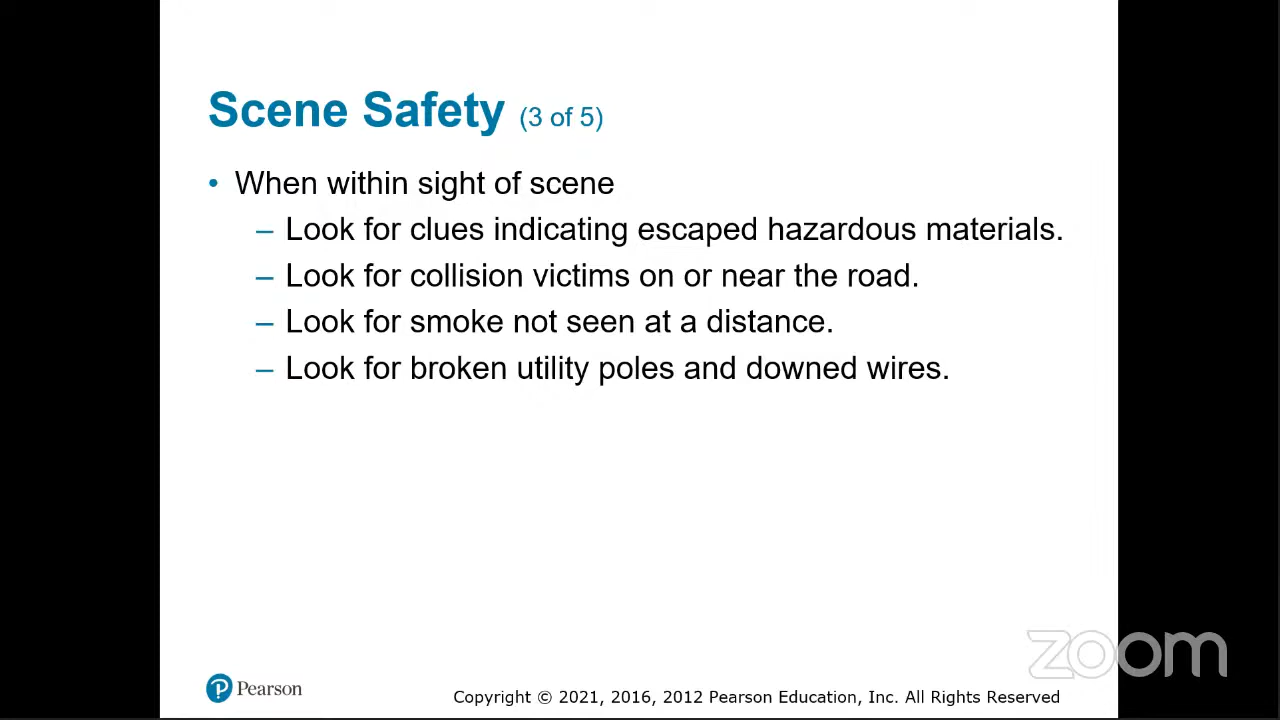 Scene Safety (3 of 5)
• When within sight of scene
– Look for clues indicating escaped hazardous materials.
– Look for collision victims on or near the road.
– Look for smoke not seen at a distance.
– Look for broken utility poles and downed wires.
zoom
Pearson
Copyright © 2021, 2016, 2012 Pearson Education, Inc. All Rights Reserved